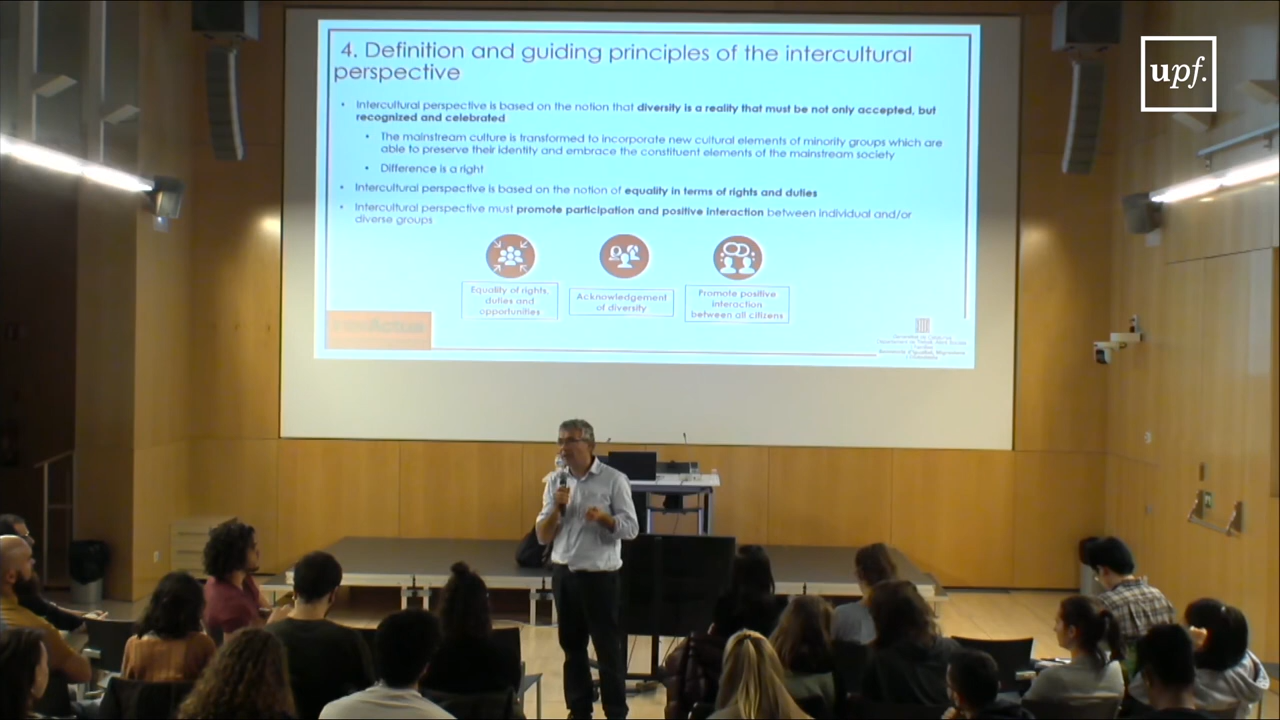 upf.
4. Definition and guiding principles of the intercultural
perspective
• Intercultural perspective is based on the notion that diversity is a reality that must be not only accepted, but
recognized and celebrated
• The mainstream culture is transformed to incorporate new cultural elements of minority groups which are
able to preserve their identity and embrace the constituent elements of the mainstream society
• Difference is a right
• Intercultural perspective is based on the notion of equality in terms of rights and duties
• Intercultural perspective must promote participation and positive interaction between individual and/or
diverse groups
Equality of rights,
duties and
opportunities
Acknowledgement
of diversity
Promote positive
interaction
between all citizens